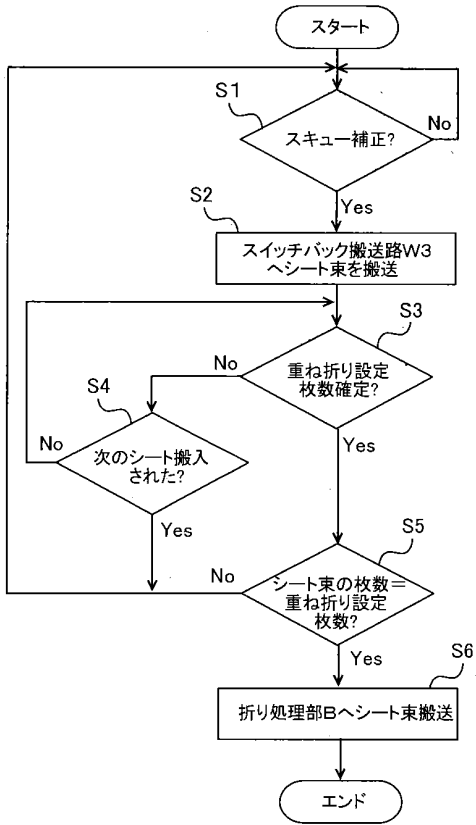 スタート
S1
スキュー補正?
No
Yes
S2
スイッチバック搬送路W3
へシート束を搬送
S3
重ね折り設定
枚数確定?
No
Yes
S4
次のシート搬入
された?
No
Yes
S5
シート束の枚数=
重ね折り設定
枚数?
No
Yes
S6
折り処理部Bへシート束搬送
エンド